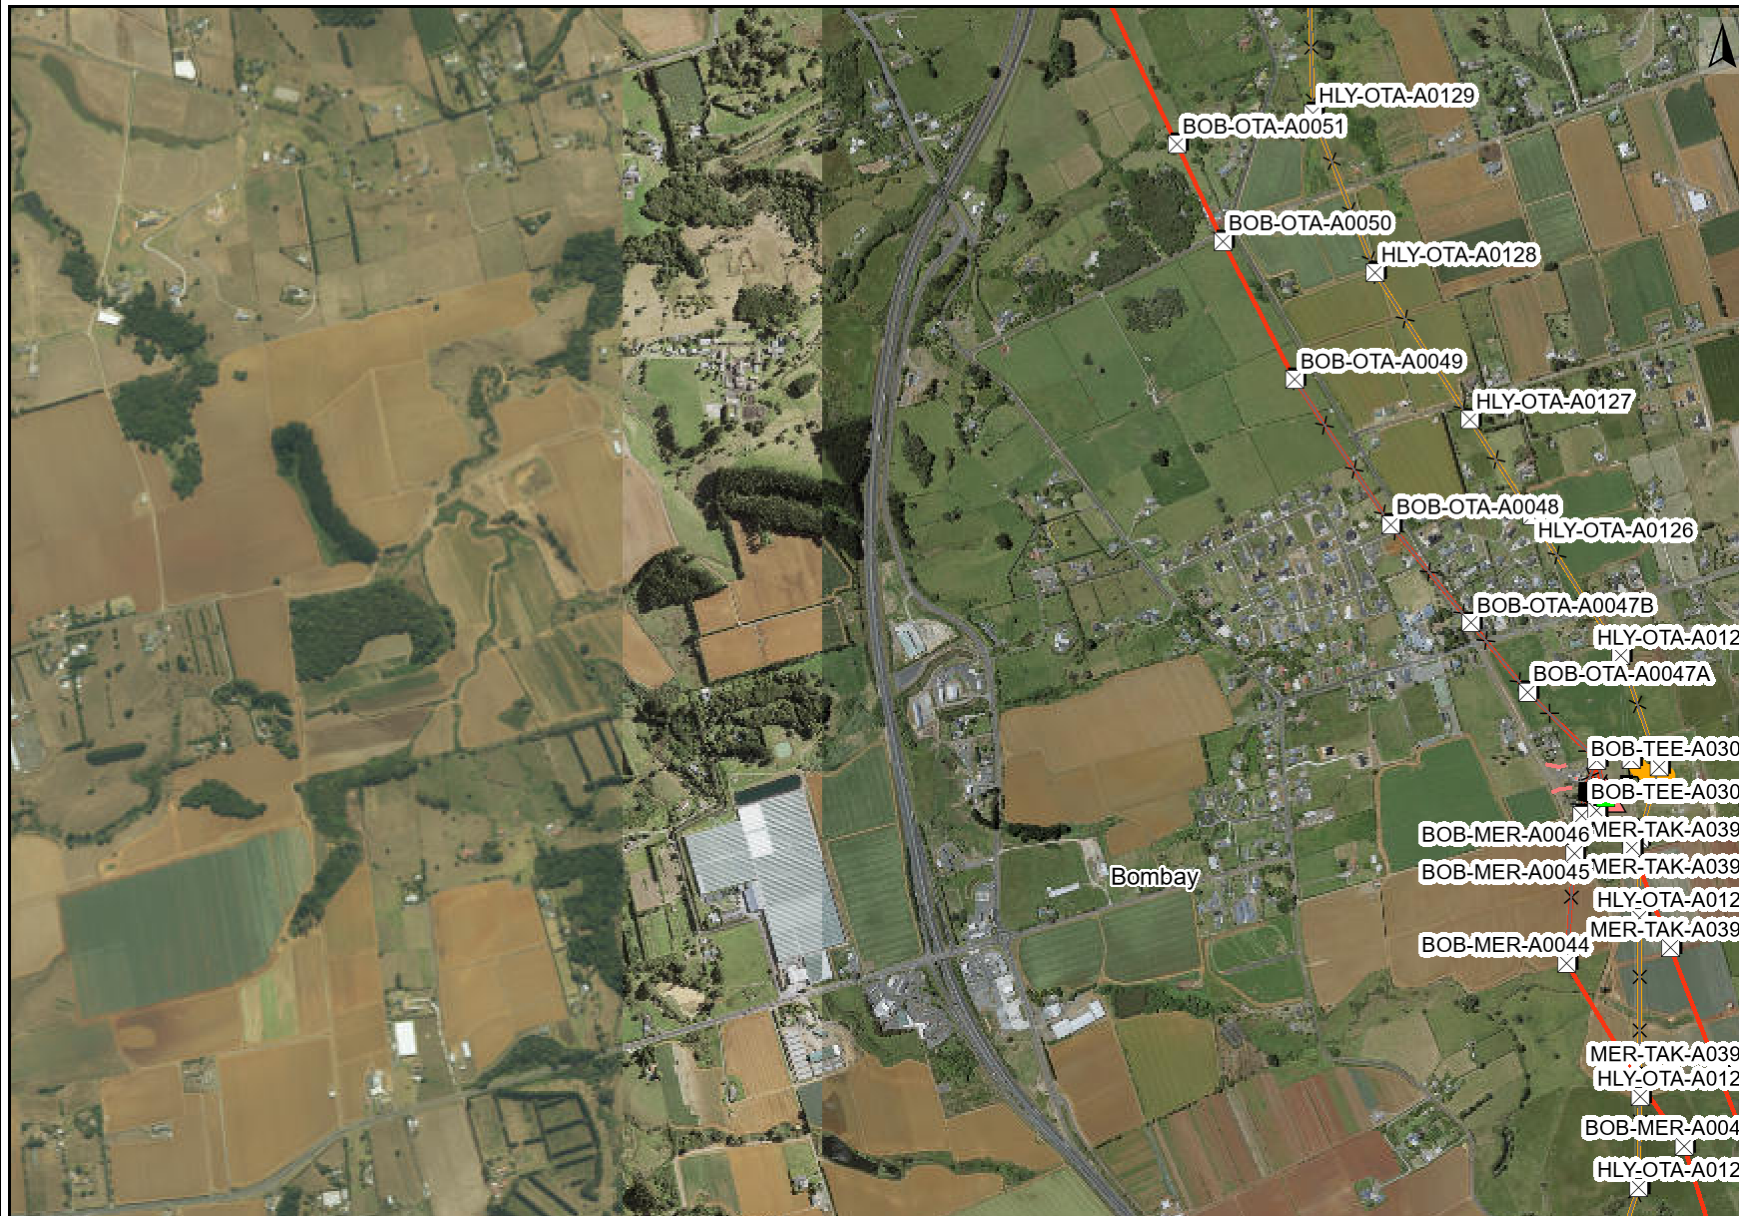 HLY-OTA-A0129
BOB-OTA-A0051
BOB-OTA-A0050
HLY-OTA-A0128
BOB-OTA-A0049
HLY-OTA-A0127
BOB-OTA-A0048
HLY-OTA-A0126
BOB-OTA-A0047B
HLY-OTA-A012
BOB-OTA-A0047A
BOB-TEE-A030
BOB-TEE-A030
BOB-MER-A0046
MER-TAK-A039
BOB-MER-A0045
MER-TAK-A039
Bombay
HLY-OTA-A012
MER-TAK-A039
BOB-MER-A0044
MER-TAK-A039
HLY-OTA-A012
BOB-MER-A004
HLY-OTA-A012